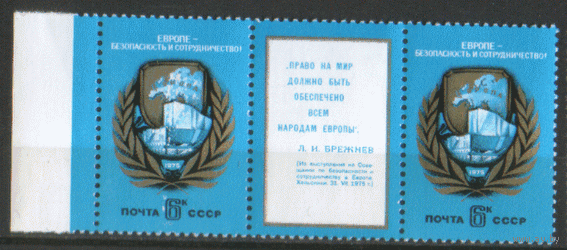 ЕВРОПЕ –
БЕЗОПАСНОСТЬ И СОТРУДНИЧЕСТВО!
1975
ПОЧТА 6К СССР
„ПРАВО НА МИР
ДОЛЖНО БЫТЬ
ОБЕСПЕЧЕНО
ВСЕМ
НАРОДАМ ЕВРОПЫ".
Л. И. БРЕЖНЕВ
(Из выступления на Сове-
щании по безопасности и
сотрудничеству в Европе.
Хельсинки. 31. VII 1975 г.)
ЕВРОПЕ –
БЕЗОПАСНОСТЬ И СОТРУДНИЧЕСТВО!
1975
ПОЧТА 6К СССР